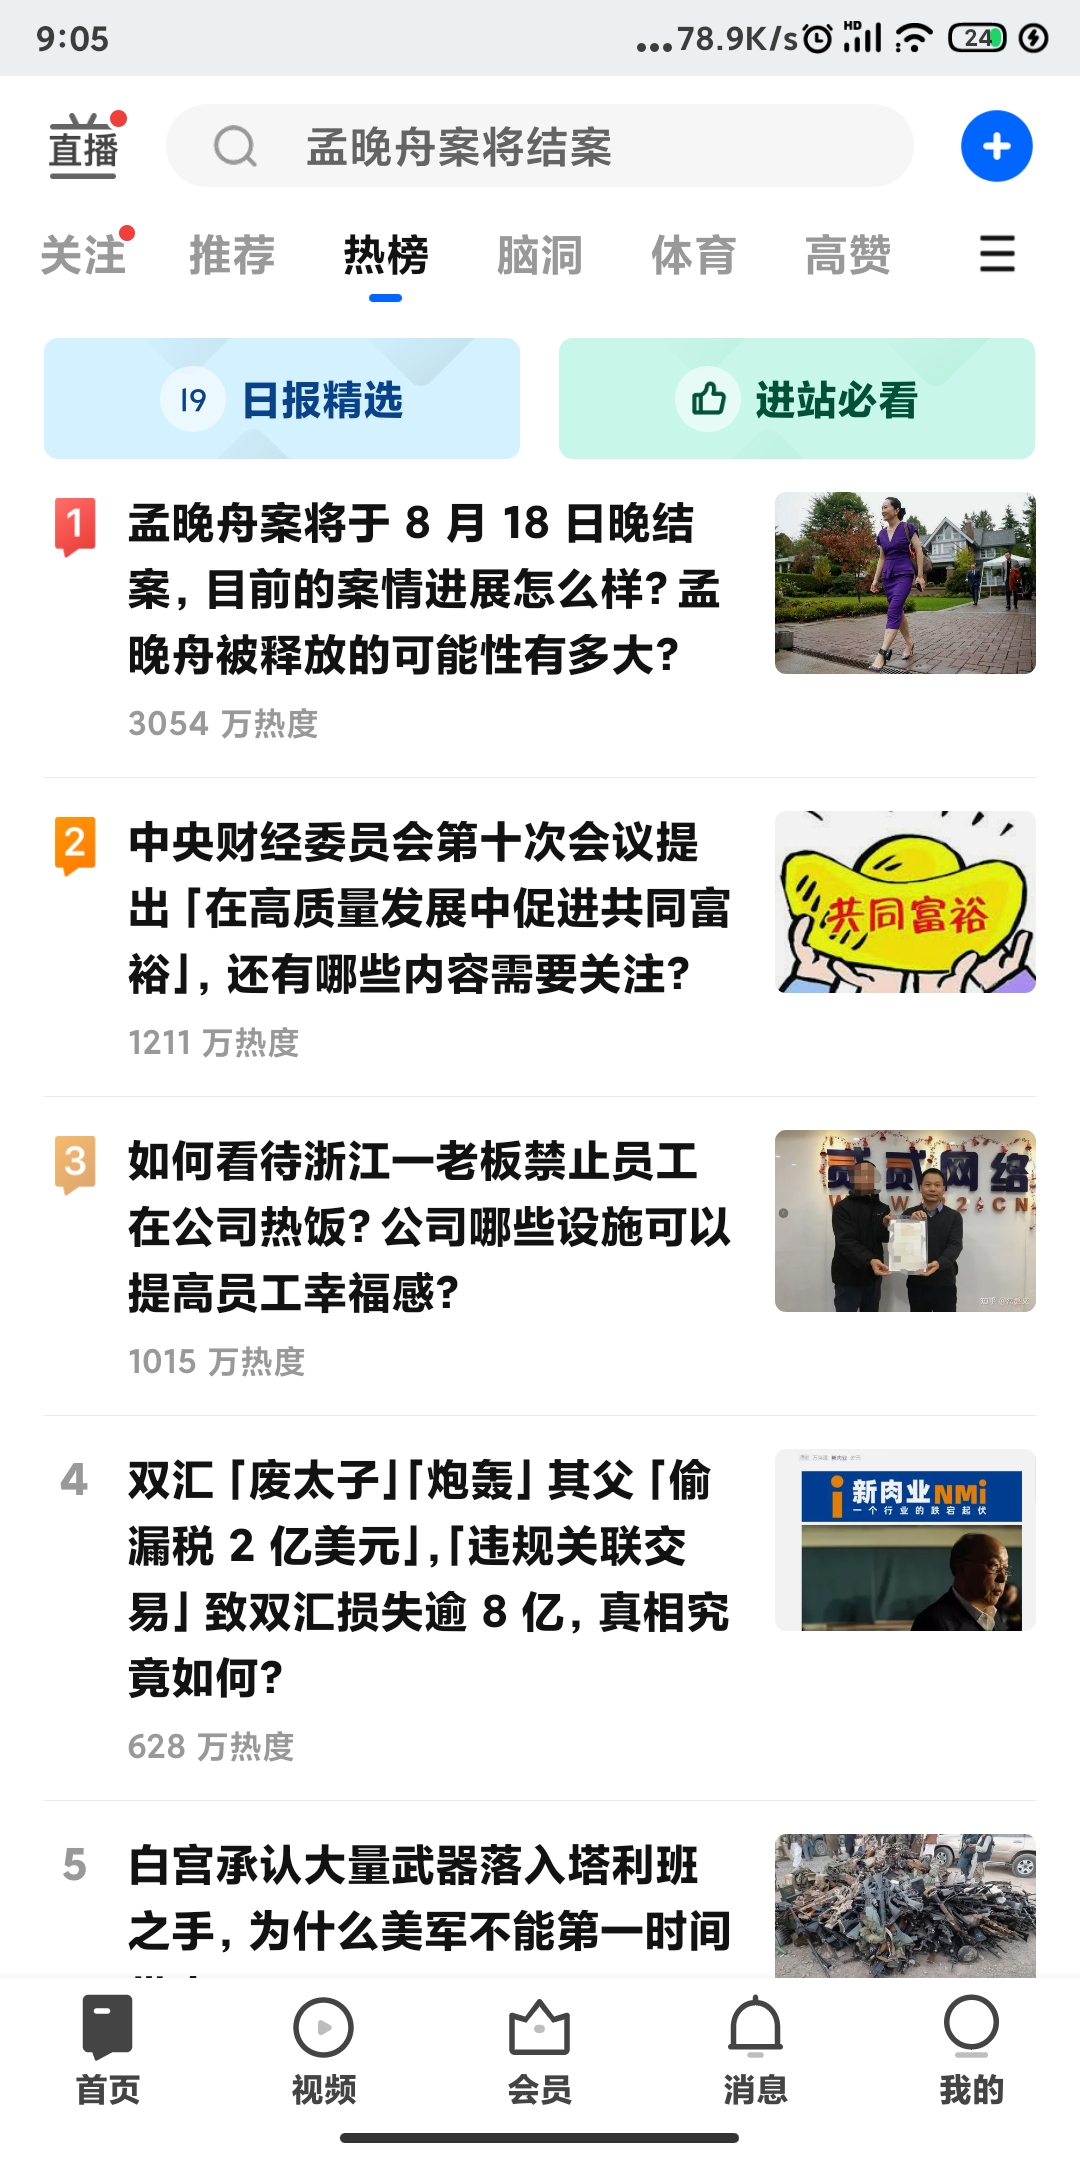 9:05
...78.9K/s
HD
24
直播
孟晚舟案将结案
关注 推荐 热榜 脑洞 体育 高赞
19 日报精选
进站必看
1
孟晚舟案将于 8 月 18 日晚结
案，目前的案情进展怎么样？孟
晚舟被释放的可能性有多大？
3054 万热度
2
中央财经委员会第十次会议提
出「在高质量发展中促进共同富
裕」，还有哪些内容需要关注？
1211 万热度
共同富裕
3
如何看待浙江一老板禁止员工
在公司热饭？公司哪些设施可以
提高员工幸福感？
1015 万热度
贰贰网络
4
双汇「废太子」「炮轰」其父「偷
漏税 2 亿美元」，「违规关联交
易」致双汇损失逾 8 亿，真相究
竟如何？
628 万热度
新肉业NMi
一个行业的跌宕起伏
5
白宫承认大量武器落入塔利班
之手，为什么美军不能第一时间
首页 视频 会员 消息 我的